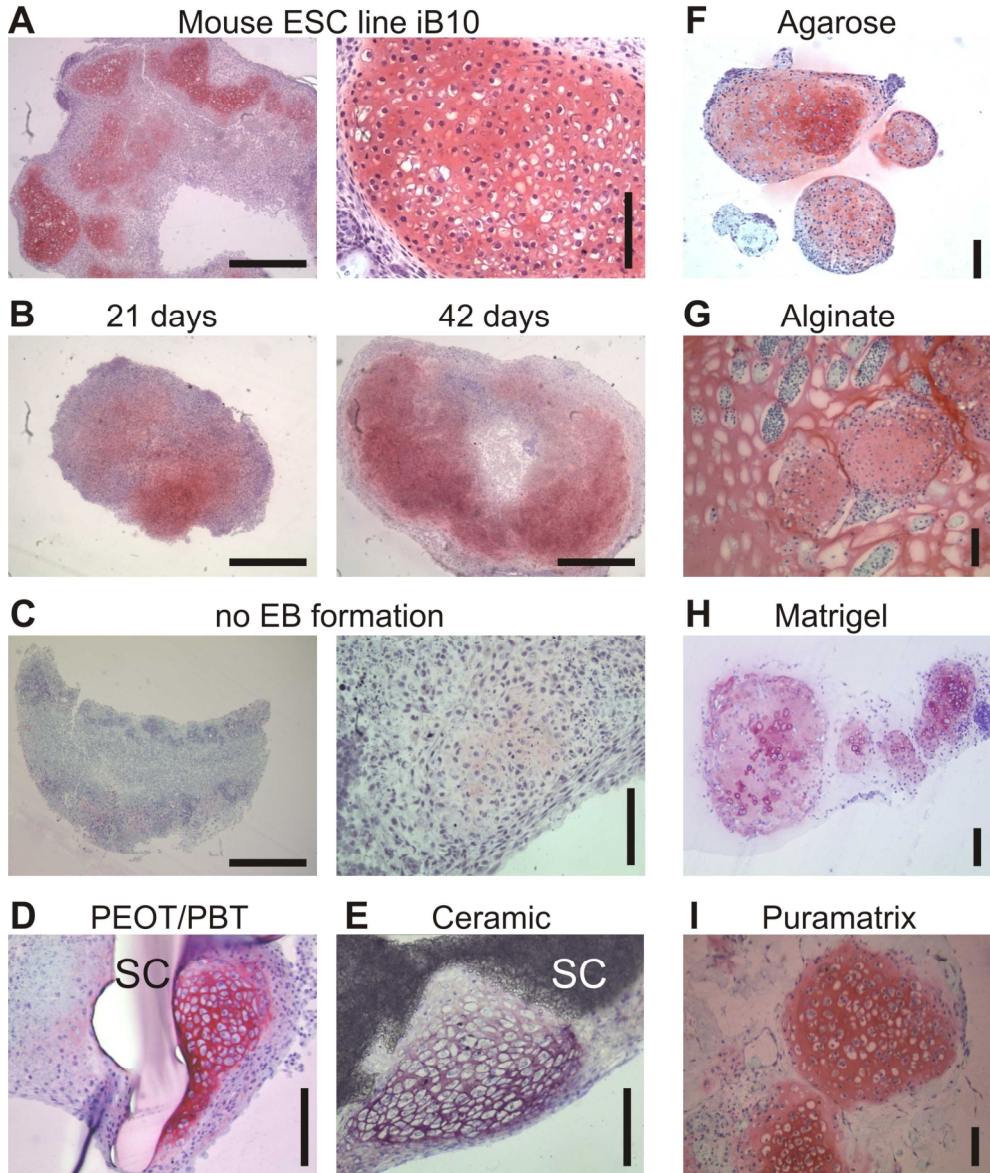 A Mouse ESC line iB10
F Agarose
B 21 days 42 days
G Alginate
C no EB formation
H Matrigel
D PEOT/PBT
SC
E Ceramic
SC
I Puramatrix